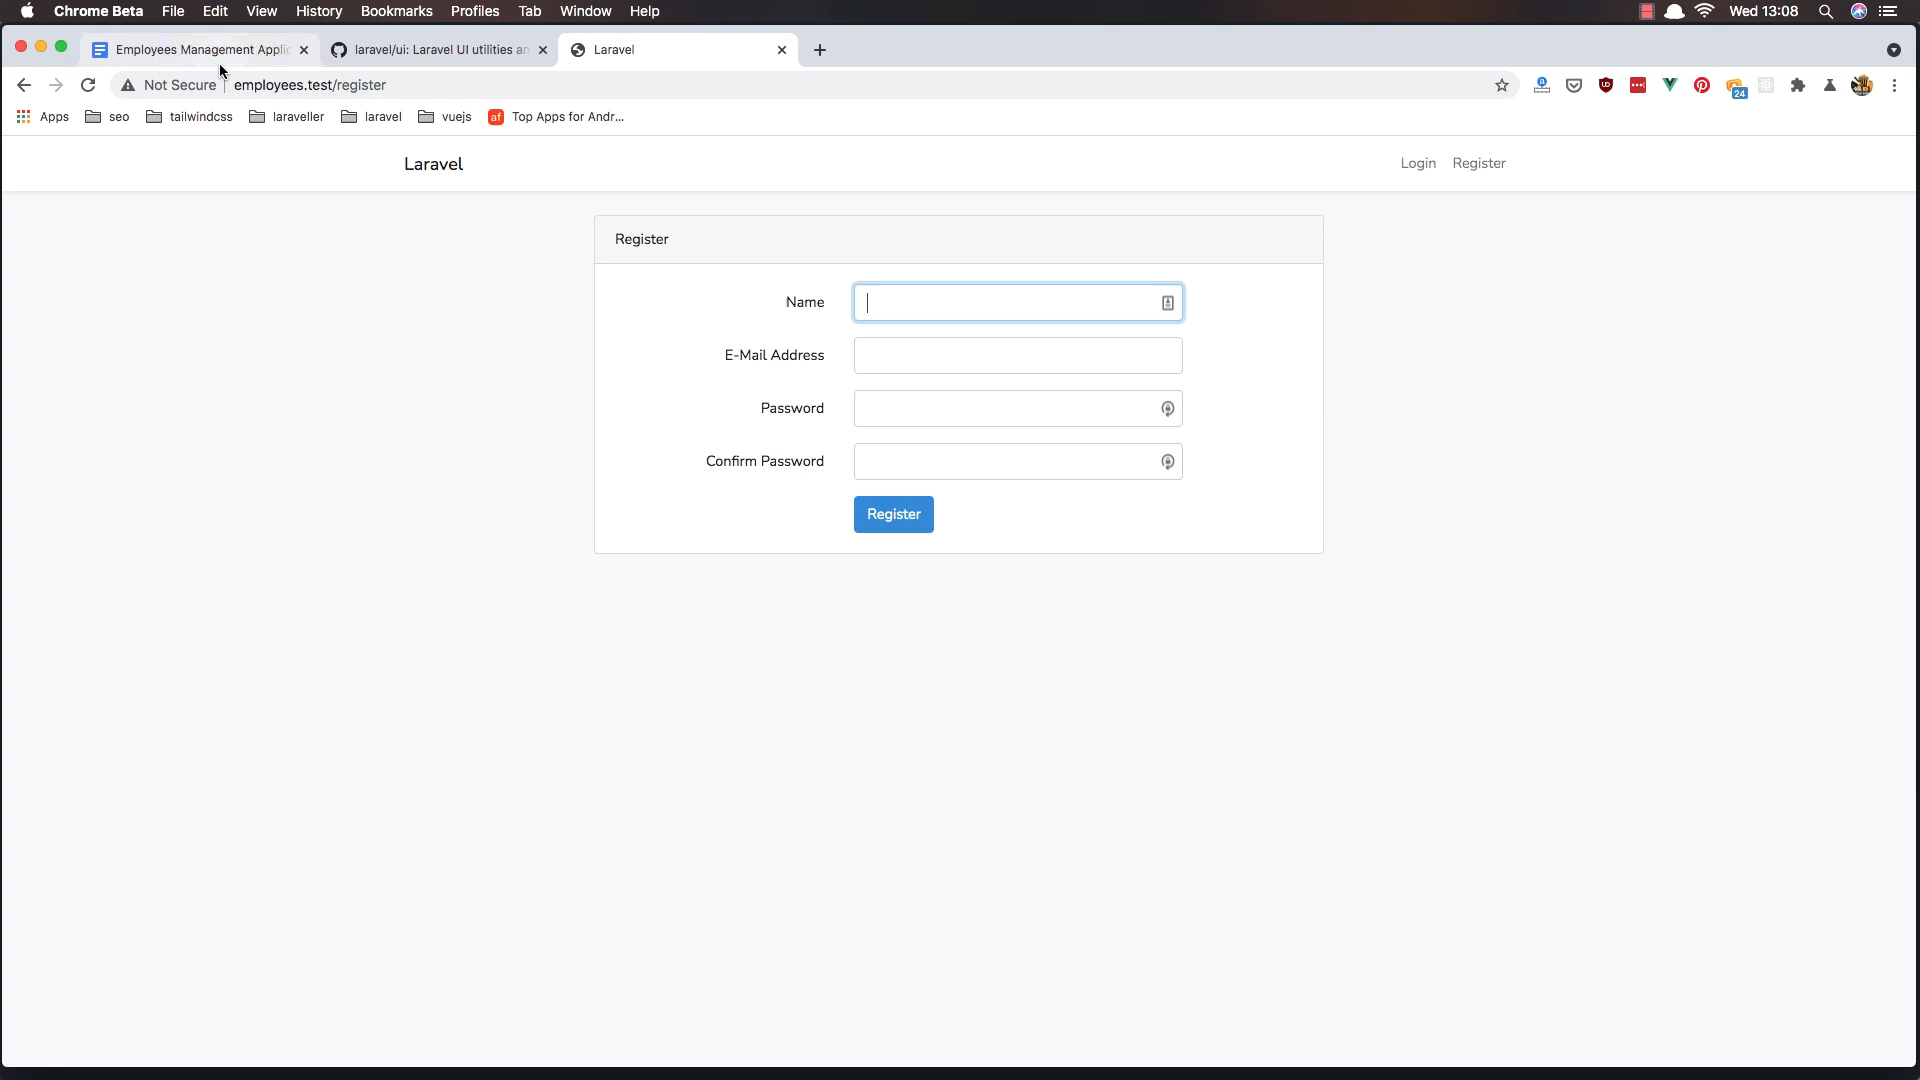 Chrome Beta File Edit View History Bookmarks Profiles Tab Window Help Wed 13:08
Employees Management Applic laravel/ui: Laravel UI utilities an Laravel
Not Secure employees.test/register 24
Apps seo tailwindcss laraveller laravel vuejs af Top Apps for Andr...
Laravel Login Register
Register
Name
E-Mail Address
Password
Confirm Password
Register